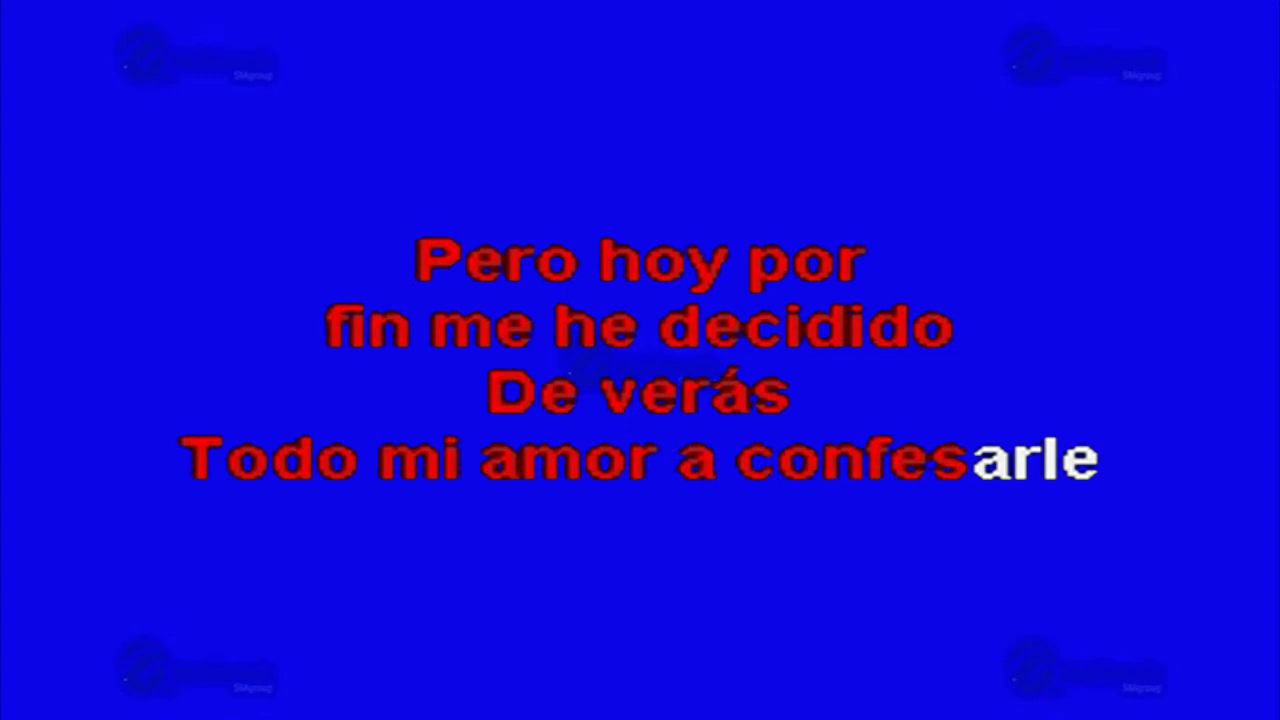 Pero hoy por
fin me he decidido
De verás
Todo mi amor a confesarle